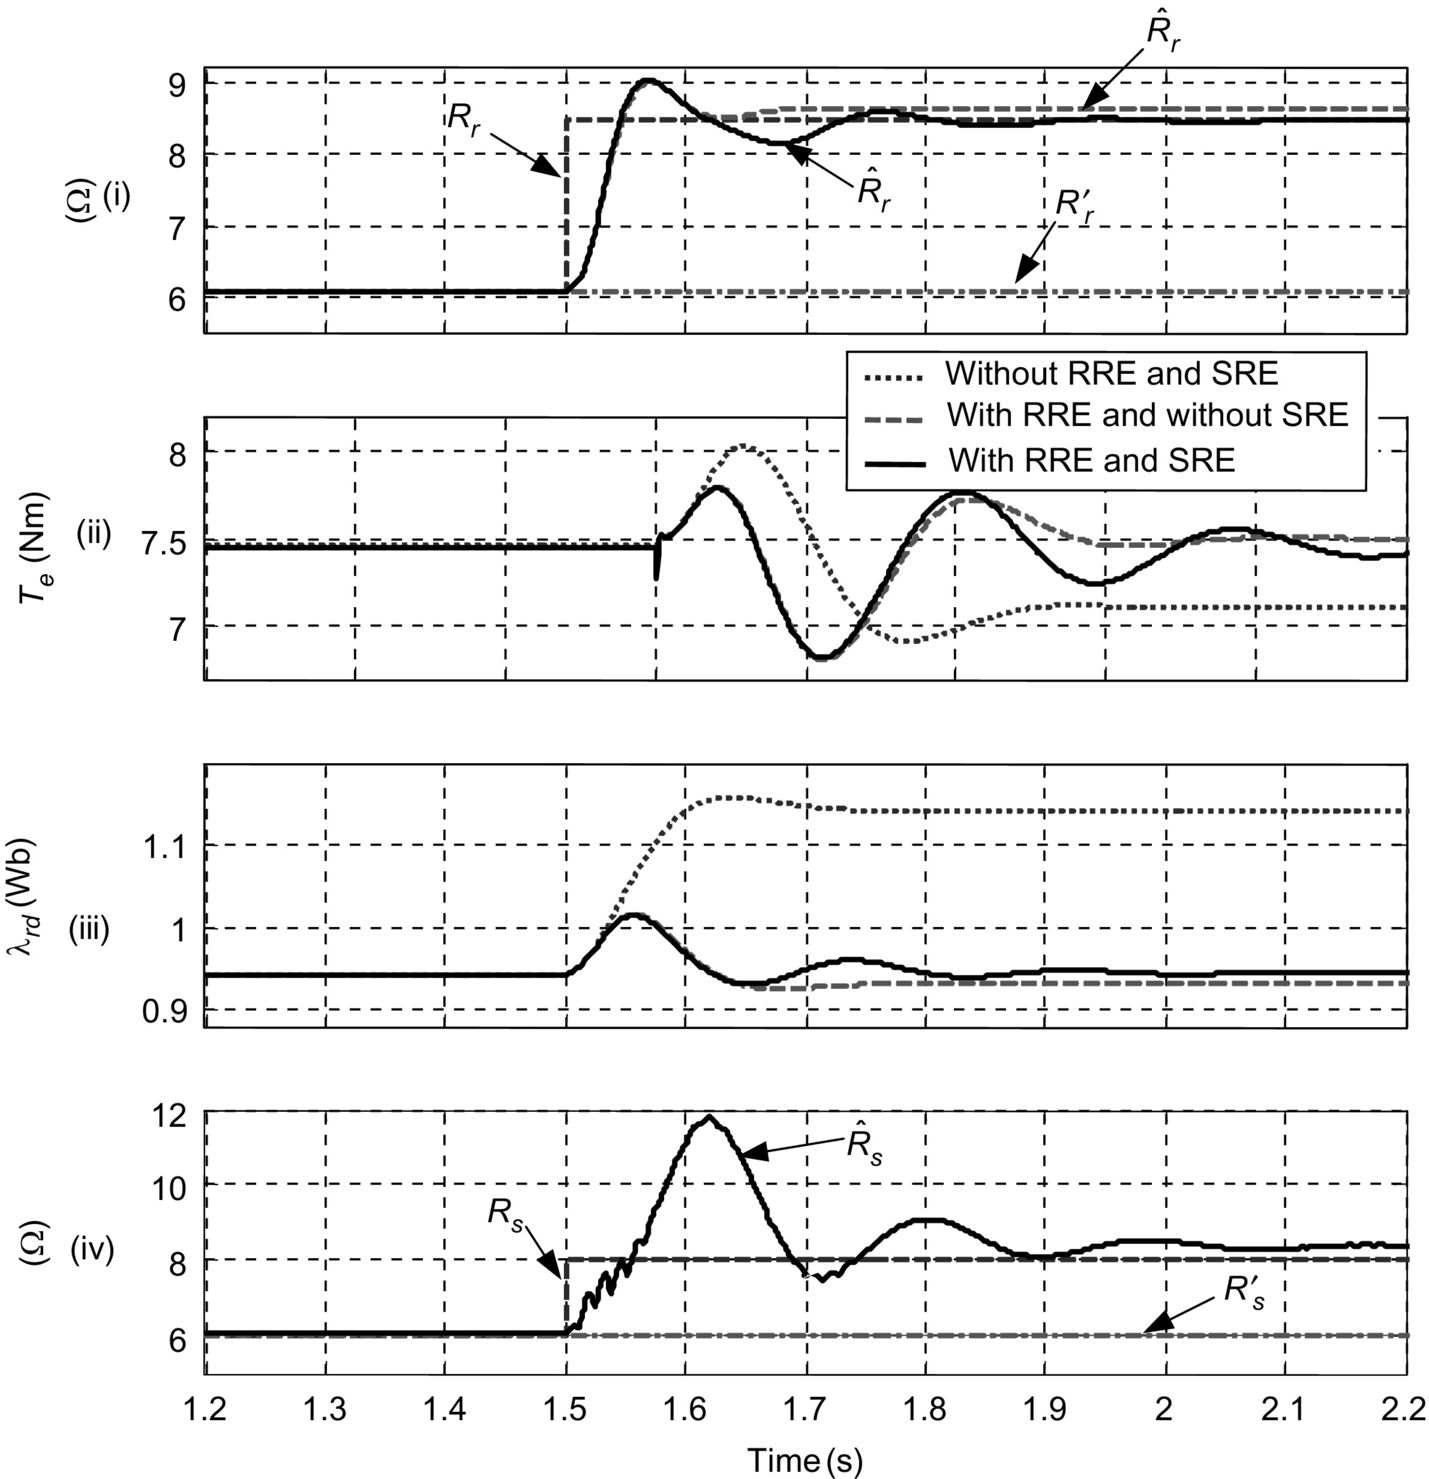 R̂r
9
Rr
8
(Ω) (i)
R̂r
R′r
7
6
Without RRE and SRE
With RRE and without SRE
With RRE and SRE
8
Te (Nm) (ii)
7.5
7
1.1
λrd (Wb) (iii)
1
0.9
12
R̂s
10
Rs
(Ω) (iv)
8
R′s
6
1.2 1.3 1.4 1.5 1.6 1.7 1.8 1.9 2 2.1 2.2
Time (s)